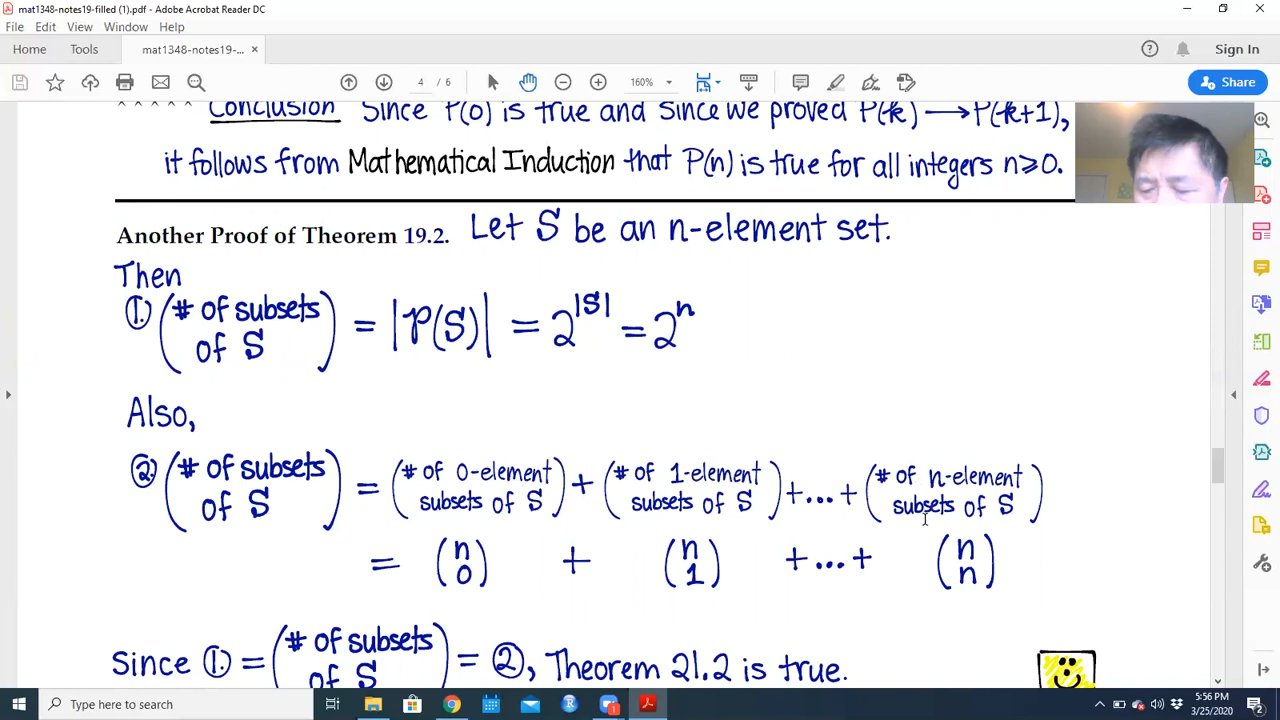 mat1348-notes19-filled (1).pdf - Adobe Acrobat Reader DC
File Edit View Window Help
Home Tools mat1348-notes19-... × Sign In
4 / 6 160% Share
Conclusion Since P(0) is true and since we proved P(k) → P(k+1),
it follows from Mathematical Induction that P(n) is true for all integers n⩾0.
Another Proof of Theorem 19.2. Let S be an n-element set.
Then
①. (# of subsets of S) = |P(S)| = 2^|S| = 2^n
Also,
②. (# of subsets of S) = (# of 0-element subsets of S) + (# of 1-element subsets of S) +...+ (# of n-element subsets of S)
= (n 0) + (n 1) +...+ (n n)
Since ①. = (# of subsets of S) = ②, Theorem 21.2 is true.
Type here to search
5:56 PM
3/25/2020
2